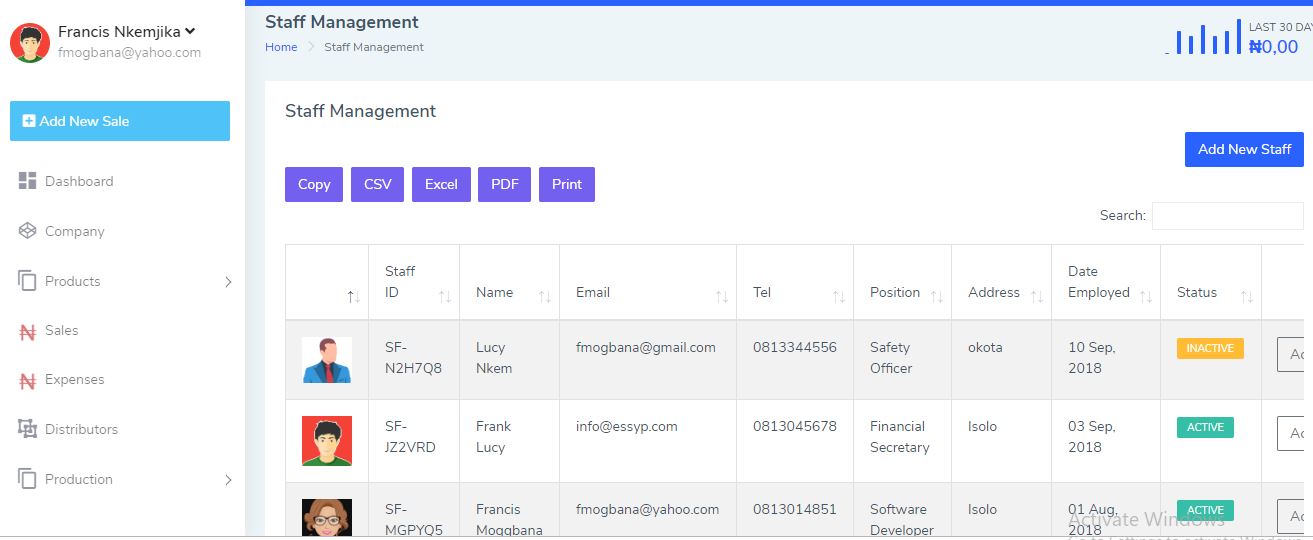 Francis Nkemjika
fmogbana@yahoo.com
Add New Sale
Dashboard
Company
Products
₦ Sales
₦ Expenses
Distributors
Production
Staff Management
Home > Staff Management
LAST 30 DAY
₦0,00
Staff Management
Add New Staff
Copy CSV Excel PDF Print
Search:
Staff
ID Name Email Tel Position Address
Date
Employed Status
SF-
N2H7Q8
Lucy
Nkem
fmogbana@gmail.com
0813344556
Safety
Officer
okota
10 Sep,
2018
INACTIVE
Ac
SF-
JZ2VRD
Frank
Lucy
info@essyp.com
0813045678
Financial
Secretary
Isolo
03 Sep,
2018
ACTIVE
Ac
SF-
MGPYQ5
Francis
Moggbana
fmogbana@yahoo.com
0813014851
Software
Developer
Isolo
01 Aug,
2018
ACTIVE
Ac
Activate Windows